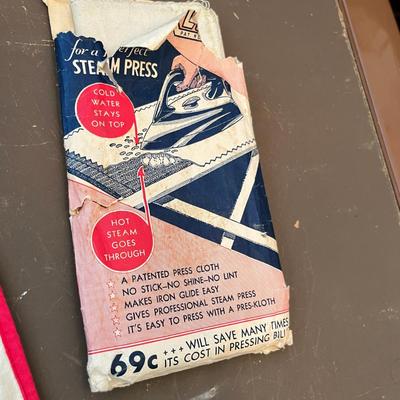 PAT. P
for a Perfect
STEAM PRESS
COLD
WATER
STAYS
ON TOP
HOT
STEAM
GOES
THROUGH
A PATENTED PRESS CLOTH
NO STICK—NO SHINE—NO LINT
MAKES IRON GLIDE EASY
GIVES PROFESSIONAL STEAM PRESS
IT'S EASY TO PRESS WITH A PRES-KLOTH
69c +++ WILL SAVE MANY TIMES
ITS COST IN PRESSING BILL